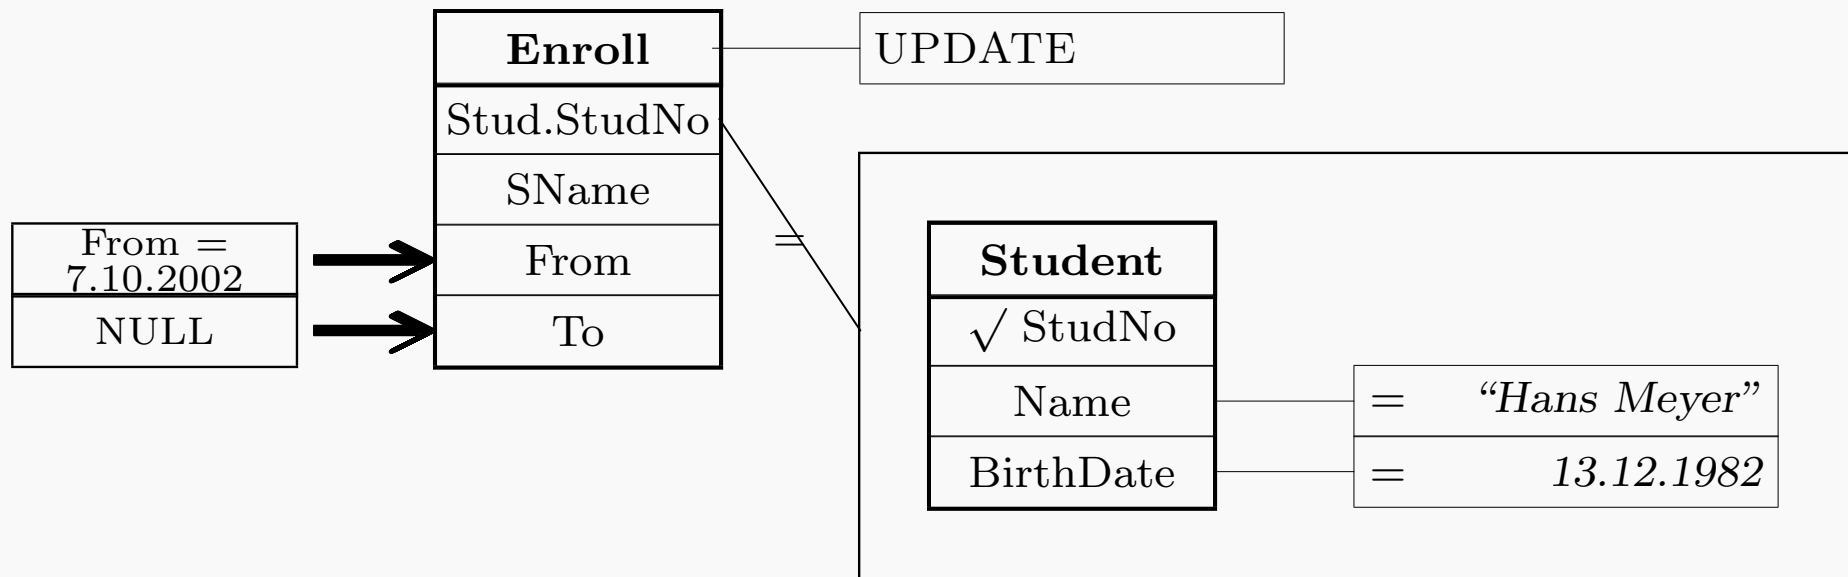 Enroll
UPDATE
Stud.StudNo
SName
From =
7.10.2002
From
NULL
To
=
Student
√ StudNo
Name
= “Hans Meyer”
BirthDate
= 13.12.1982